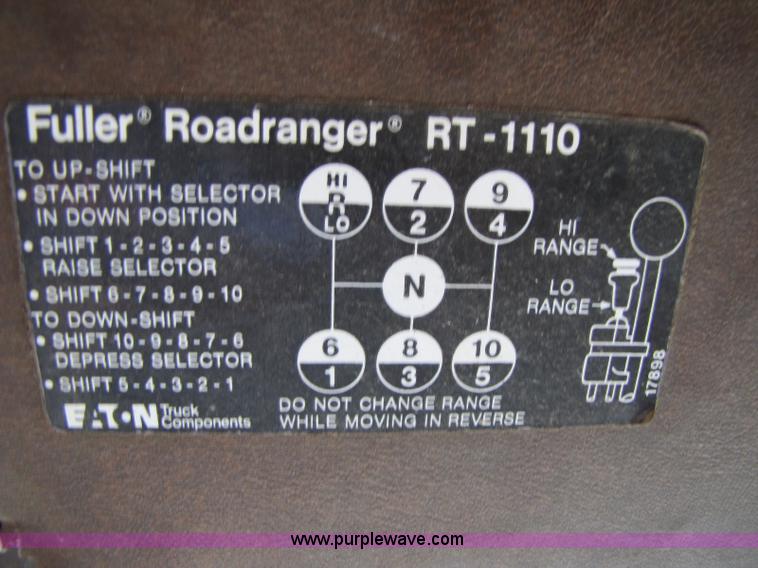 Fuller® Roadranger® RT-1110
TO UP-SHIFT
• START WITH SELECTOR
IN DOWN POSITION
• SHIFT 1-2-3-4-5
RAISE SELECTOR
• SHIFT 6-7-8-9-10
TO DOWN-SHIFT
• SHIFT 10-9-8-7-6
DEPRESS SELECTOR
• SHIFT 5-4-3-2-1
EATON Truck
Components
HI
R
LO
7
2
9
4
N
6
1
8
3
10
5
HI
RANGE
LO
RANGE
17898
DO NOT CHANGE RANGE
WHILE MOVING IN REVERSE
www.purplewave.com